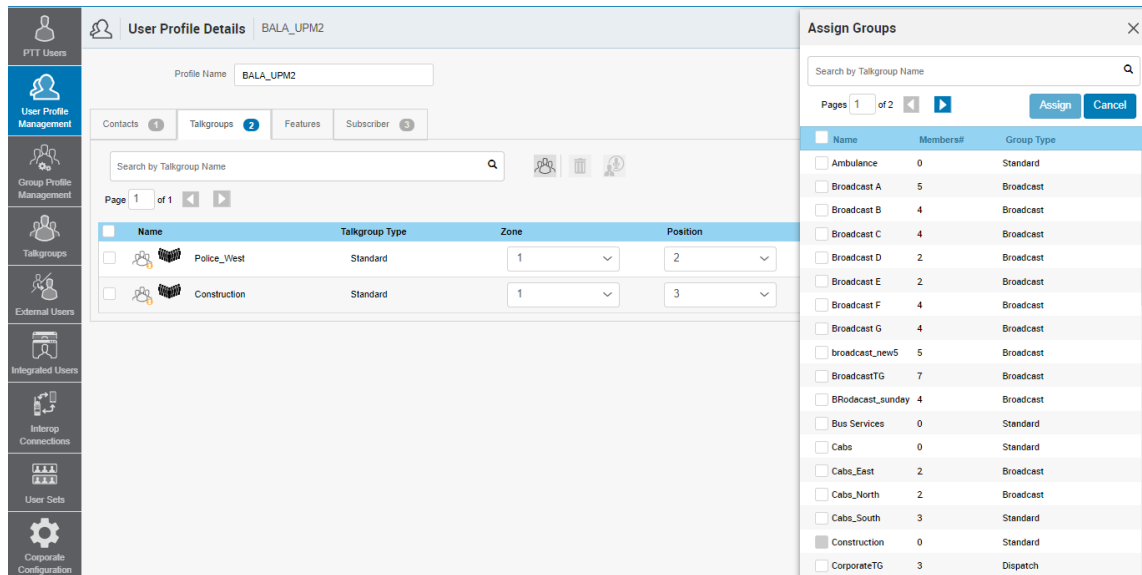 PTT Users
User Profile
Management
Group Profile
Management
Talkgroups
External Users
Integrated Users
Interop
Connections
User Sets
Corporate
Configuration
User Profile Details BALA_UPM2
Profile Name BALA_UPM2
Contacts 1 Talkgroups 2 Features Subscriber 3
Search by Talkgroup Name
Page 1 of 1
Name Talkgroup Type Zone Position
Police_West Standard 1 2
Construction Standard 1 3
Assign Groups
Search by Talkgroup Name
Pages 1 of 2 Assign Cancel
Name Members# Group Type
Ambulance 0 Standard
Broadcast A 5 Broadcast
Broadcast B 4 Broadcast
Broadcast C 4 Broadcast
Broadcast D 2 Broadcast
Broadcast E 2 Broadcast
Broadcast F 4 Broadcast
Broadcast G 4 Broadcast
broadcast_new5 5 Broadcast
BroadcastTG 7 Broadcast
BRodacast_sunday 4 Broadcast
Bus Services 0 Standard
Cabs 0 Standard
Cabs_East 2 Broadcast
Cabs_North 2 Broadcast
Cabs_South 3 Standard
Construction 0 Standard
CorporateTG 3 Dispatch